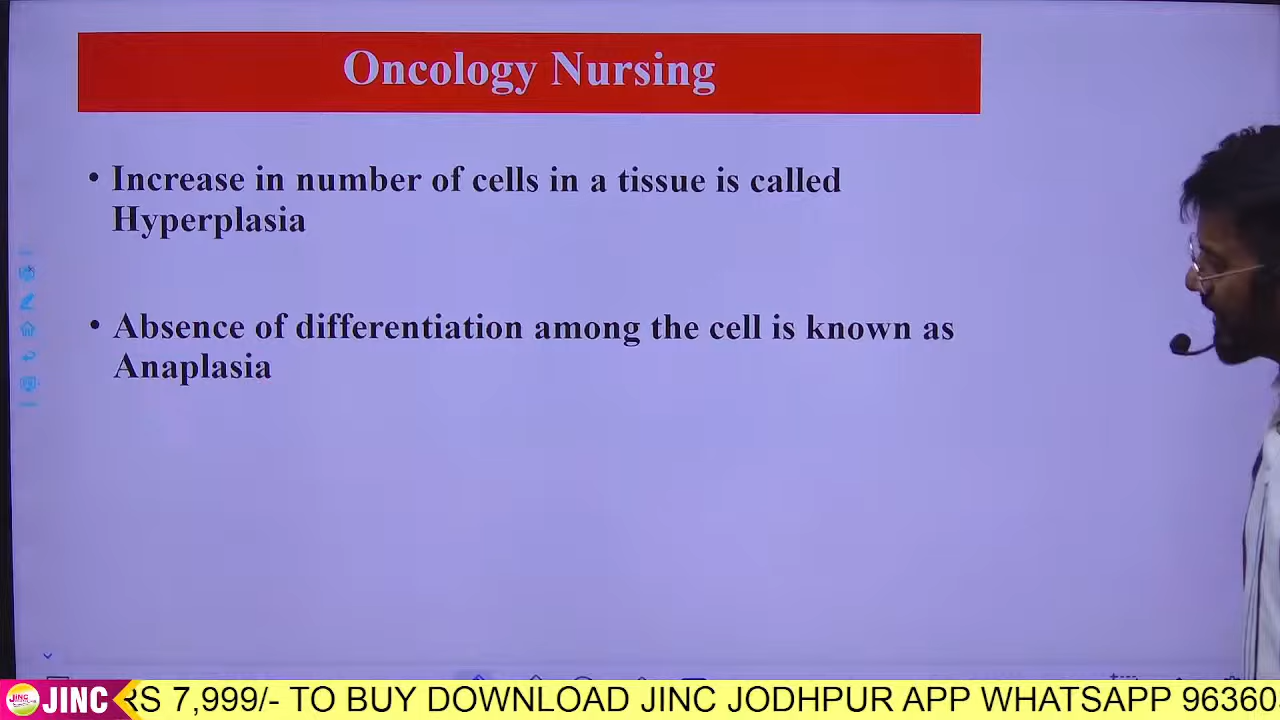 Oncology Nursing
• Increase in number of cells in a tissue is called
Hyperplasia
• Absence of differentiation among the cell is known as
Anaplasia
JINC
JINC
RS 7,999/- TO BUY DOWNLOAD JINC JODHPUR APP WHATSAPP 96360